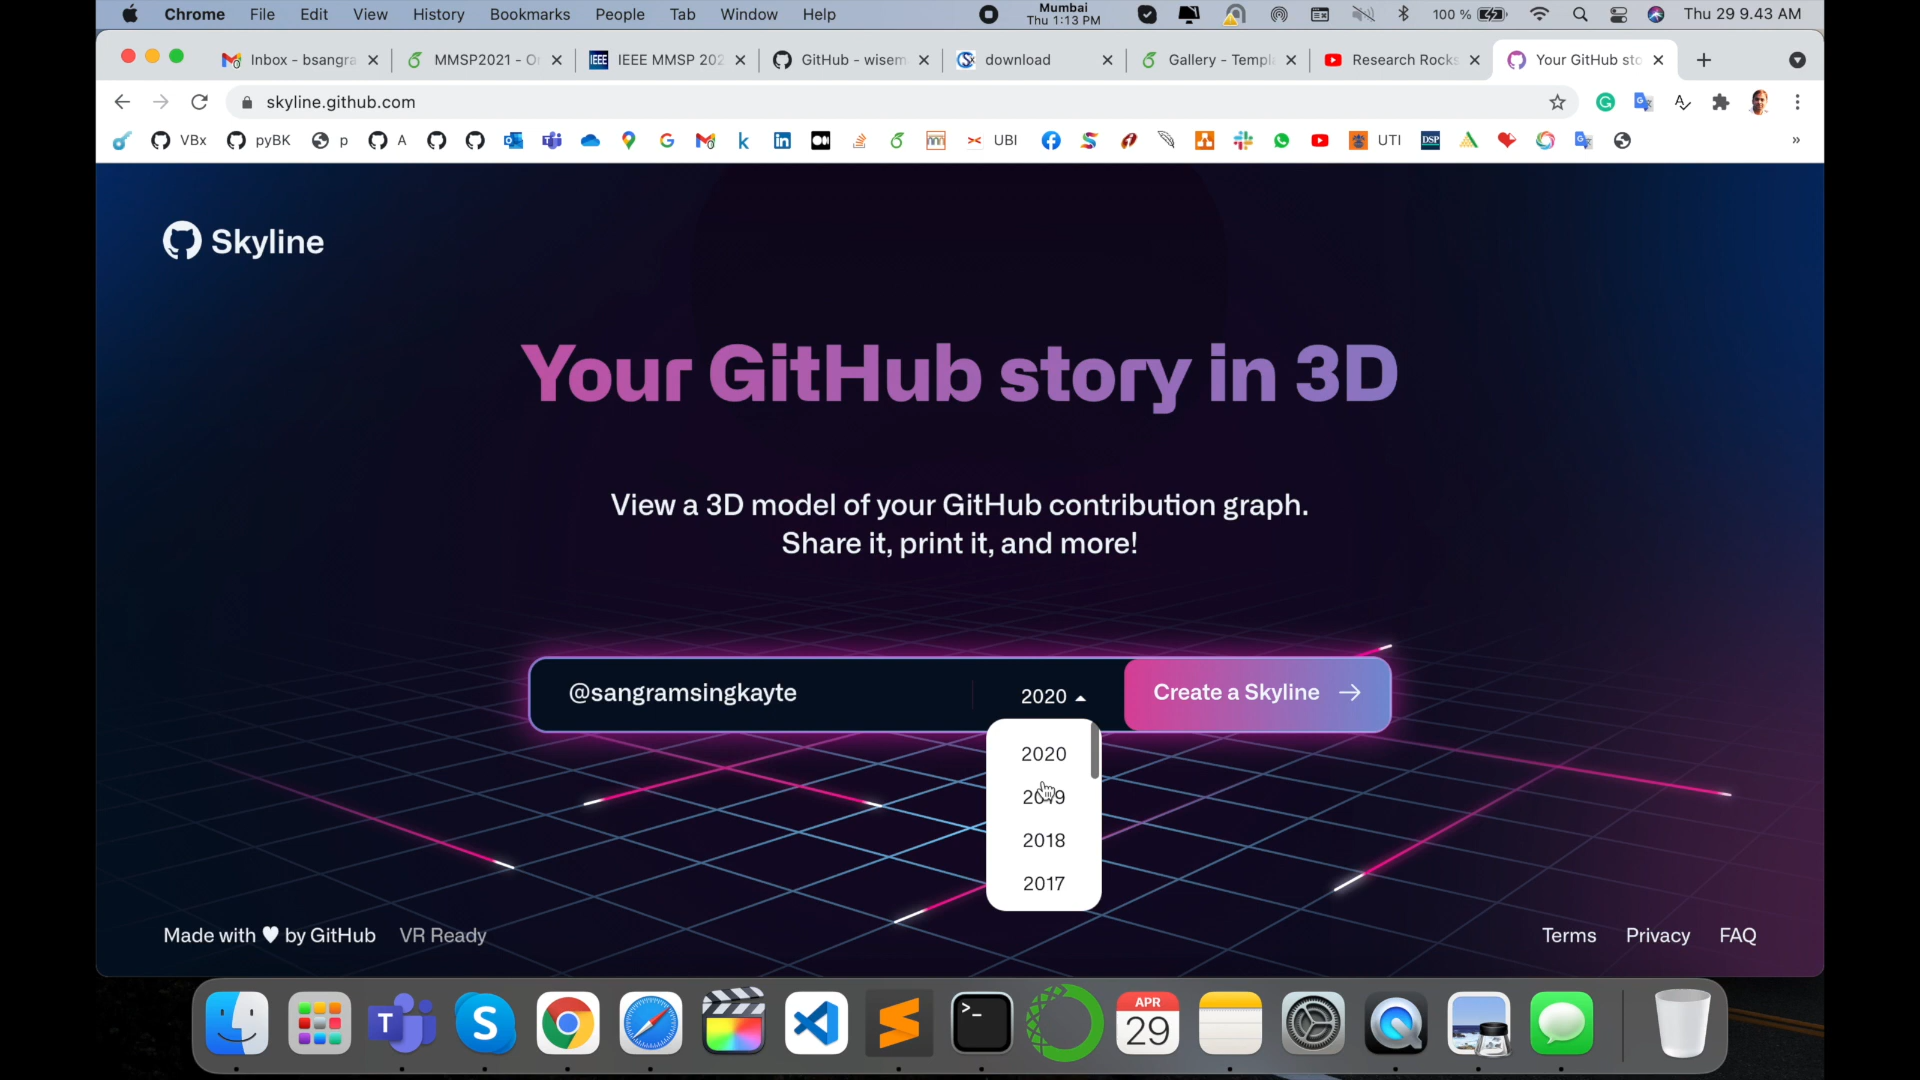 Chrome File Edit View History Bookmarks People Tab Window Help
Mumbai
Thu 1:13 PM
100 %
Thu 29 9.43 AM
Inbox - bsangra
MMSP2021 - O
IEEE
IEEE MMSP 202
GitHub - wisem
download
Gallery - Templ
Research Rocks
Your GitHub sto
skyline.github.com
VBx
pyBK
p
A
UBI
UTI
DSP
»
Skyline
Your GitHub story in 3D
View a 3D model of your GitHub contribution graph.
Share it, print it, and more!
@sangramsingkayte
2020
Create a Skyline
2020
2019
2018
2017
Made with ♥ by GitHub
VR Ready
Terms
Privacy
FAQ
APR
29